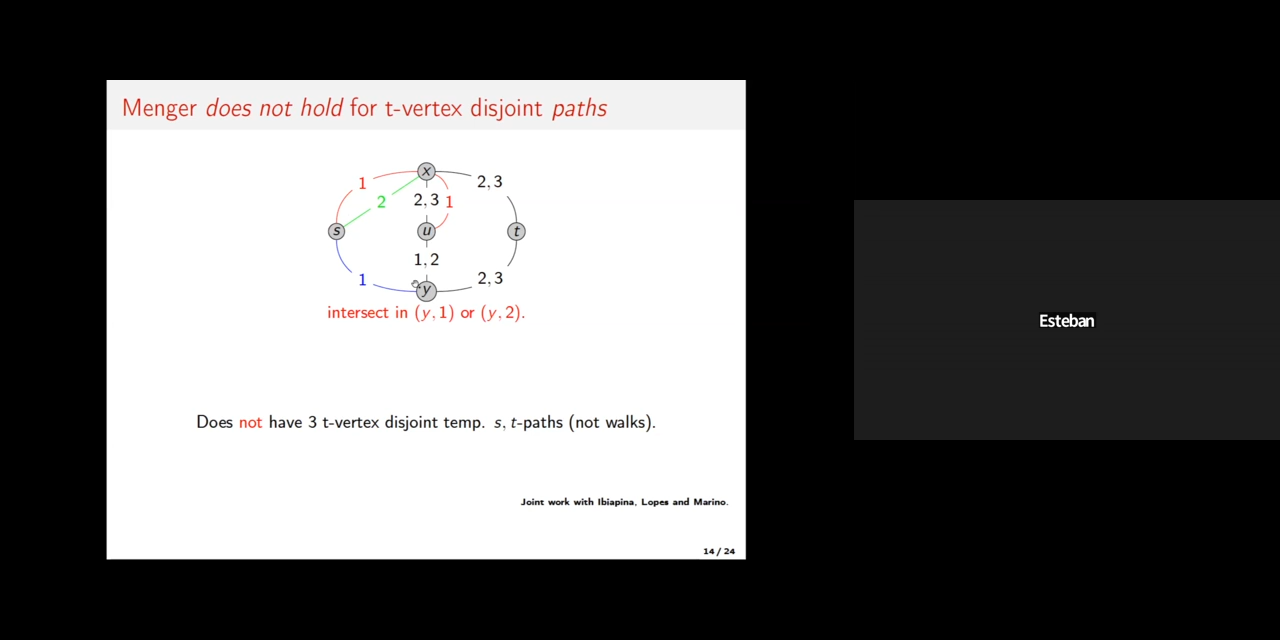 Menger does not hold for t-vertex disjoint paths
x
1
2,3
2
2,3 1
s
u
t
1,2
1
2,3
y
intersect in (y,1) or (y,2).
Esteban
Does not have 3 t-vertex disjoint temp. s,t-paths (not walks).
Joint work with Ibiapina, Lopes and Marino.
14 / 24